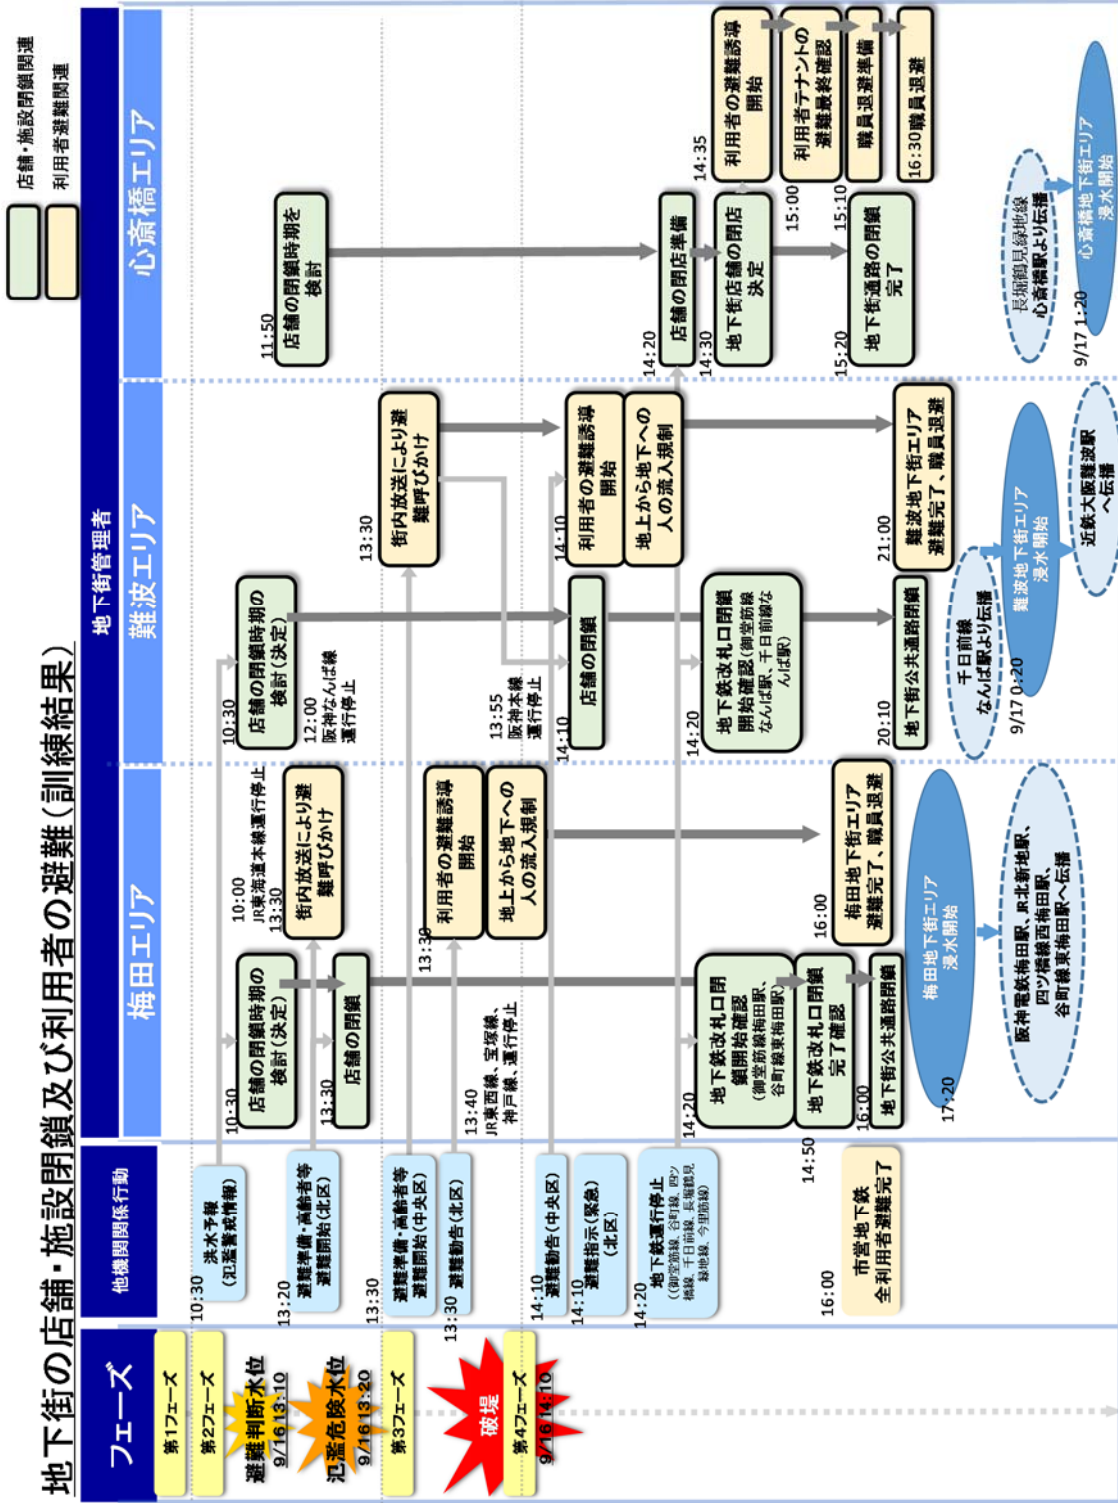 地下街の店舗・施設閉鎖及び利用者の避難（訓練結果）
店舗・施設閉鎖関連
利用者避難関連
フェーズ
他機関関係行動
地下街管理者
梅田エリア
難波エリア
心斎橋エリア
第1フェーズ
第2フェーズ
避難判断水位
9/16 13:10
氾濫危険水位
9/16 13:20
第3フェーズ
破堤
第4フェーズ
9/16 14:10
10:30
洪水予報
（氾濫警戒情報）
13:20
避難準備・高齢者等
避難開始（北区）
13:30
避難準備・高齢者等
避難開始（中央区）
13:30
避難勧告（北区）
14:10
避難勧告（中央区）
14:10
避難指示（緊急）
（北区）
14:20
地下鉄運行停止
（（御堂筋線、谷町線、四ツ
橋線、千日前線、長堀鶴見
緑地線、今里筋線）
16:00
市営地下鉄
全利用者避難完了
10:30
店舗の閉鎖時期の
検討（決定）
13:30
店舗の閉鎖
10:00
JR東海道本線運行停止
13:30
街内放送により避
難呼びかけ
13:30
利用者の避難誘導
開始
地上から地下への
人の流入規制
13:40
JR東西線、宝塚線、
神戸線、運行停止
14:20
地下鉄改札口閉
鎖開始確認
（御堂筋線梅田駅、
谷町線東梅田駅）
14:50
地下鉄改札口閉鎖
完了確認
16:00
地下街公共通路閉鎖
16:00
梅田地下街エリア
避難完了、職員退避
17:20
梅田地下街エリア
浸水開始
阪神電鉄梅田駅、JR北新地駅、
四ツ橋線西梅田駅、
谷町線東梅田駅へ伝播
10:30
店舗の閉鎖時期の
検討（決定）
12:00
阪神なんば線
運行停止
13:30
街内放送により避
難呼びかけ
13:55
阪神本線
運行停止
14:10
店舗の閉鎖
14:10
利用者の避難誘導
開始
地上から地下への
人の流入規制
14:20
地下鉄改札口閉鎖
開始確認（御堂筋線
なんば駅、千日前線な
んば駅）
20:10
地下街公共通路閉鎖
21:00
難波地下街エリア
避難完了、職員退避
千日前線
なんば駅より伝播
9/17 0:20
難波地下街エリア
浸水開始
近鉄大阪難波駅
へ伝播
11:50
店舗の閉鎖時期を
検討
14:20
店舗の閉店準備
14:30
地下街店舗の閉店
決定
14:35
利用者の避難誘導
開始
15:00
利用者テナントの
避難最終確認
15:10
職員退避準備
15:20
地下街通路の閉鎖
完了
16:30職員退避
長堀鶴見緑地線
心斎橋駅より伝播
9/17 1:20
心斎橋地下街エリア
浸水開始